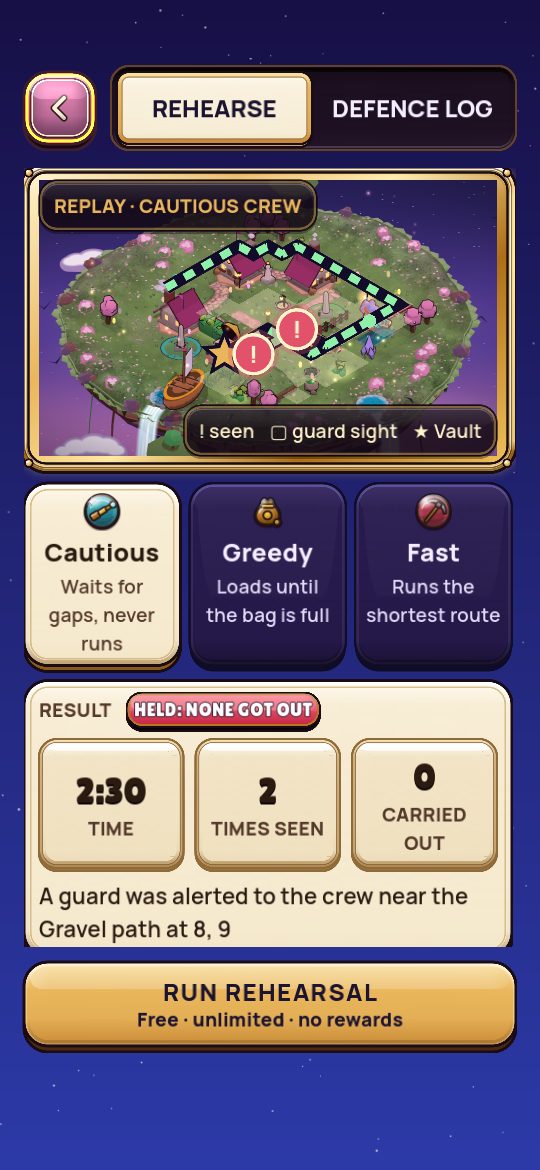 REHEARSE
DEFENCE LOG
REPLAY · CAUTIOUS CREW
!
!
! seen ▢ guard sight ★ Vault
Cautious
Waits for
gaps, never
runs
Greedy
Loads until
the bag is full
Fast
Runs the
shortest route
RESULT
HELD: NONE GOT OUT
2:30
TIME
2
TIMES SEEN
0
CARRIED
OUT
A guard was alerted to the crew near the
Gravel path at 8, 9
RUN REHEARSAL
Free · unlimited · no rewards